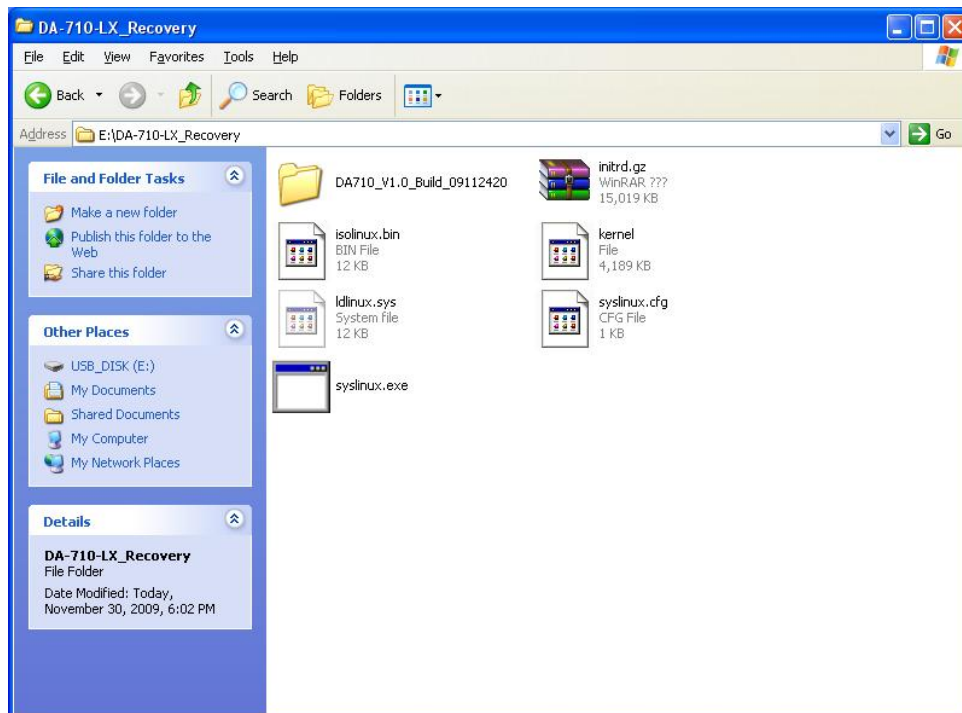 DA-710-LX_Recovery
File Edit View Favorites Tools Help
Back Search Folders
Address E:\DA-710-LX_Recovery Go
File and Folder Tasks
Make a new folder
Publish this folder to the
Web
Share this folder
Other Places
USB_DISK (E:)
My Documents
Shared Documents
My Computer
My Network Places
Details
DA-710-LX_Recovery
File Folder
Date Modified: Today,
November 30, 2009, 6:02 PM
DA710_V1.0_Build_09112420
initrd.gz
WinRAR ???
15,019 KB
isolinux.bin
BIN File
12 KB
kernel
File
4,189 KB
ldlinux.sys
System file
12 KB
syslinux.cfg
CFG File
1 KB
syslinux.exe